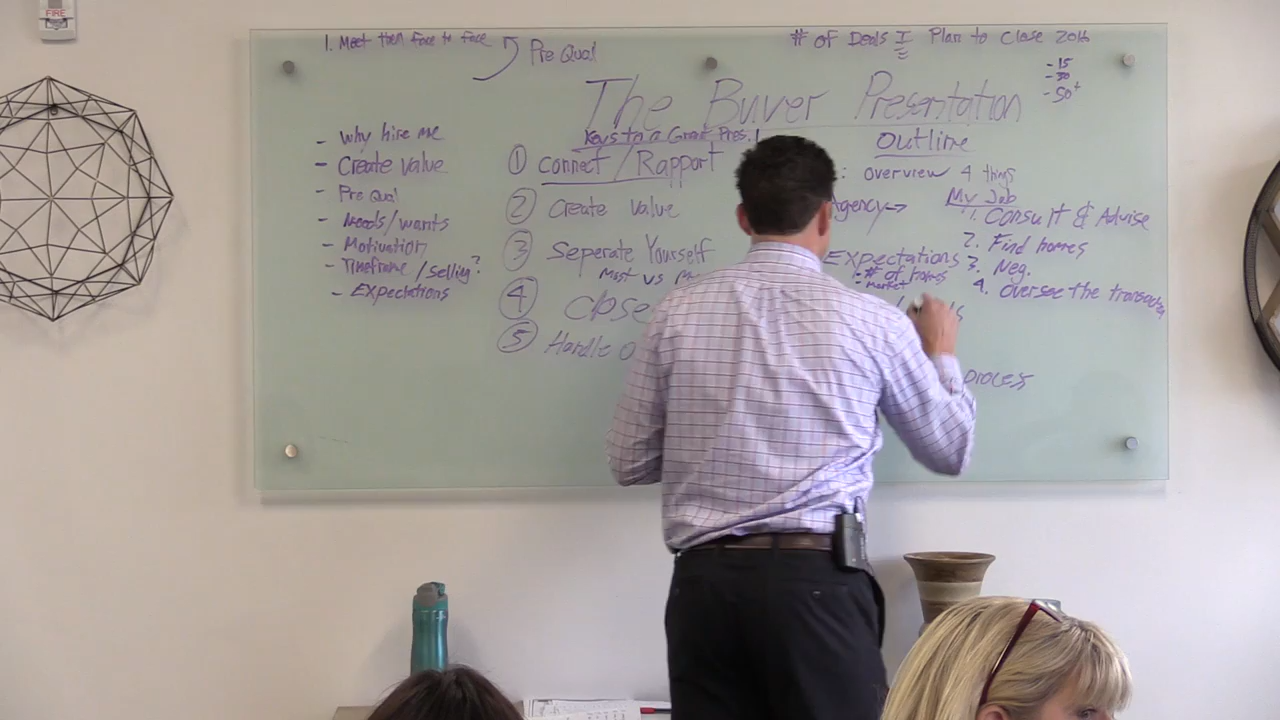 FIRE
1. Meet them face to face
Pre Qual
# of Deals I Plan to Close 2016
- 15
- 30
- 50+
The Buyer Presentation
- Why hire me
- Create Value
- Pre Qual
- Needs/wants
- Motivation
- Timeframe/selling?
- Expectations
Keys to a Great Pres.!
① Connect/Rapport
② Create Value
③ Seperate Yourself
Most vs
④ Close
⑤ Handle
Outline
: overview 4 things
Agency→
My Job
1. Consult & Advise
2. Find homes
3. Neg.
4. oversee the
Expectations
- # of homes
- Market
process